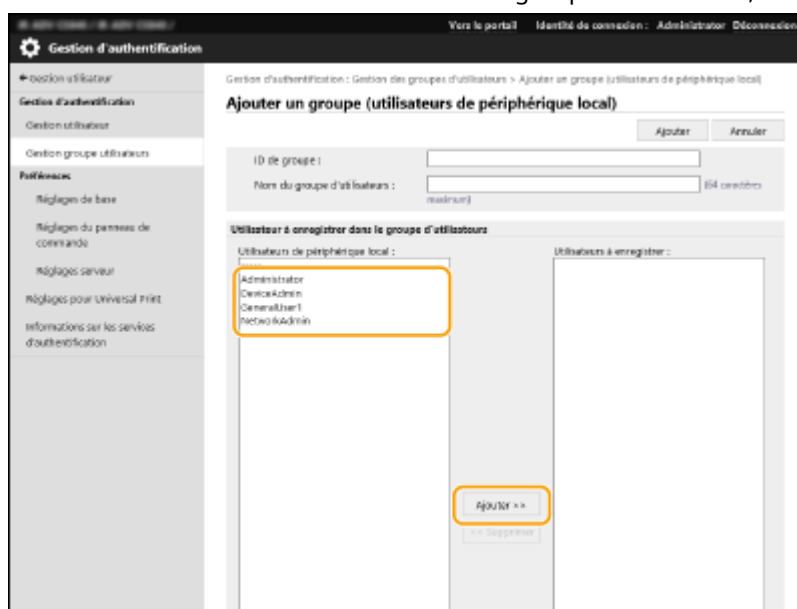 Vers le portail Identité de connexion : Administrator Déconnexion
Gestion d'authentification
Gestion utilisateur
Gestion d'authentification : Gestion des groupes d'utilisateurs > Ajouter un groupe (utilisateurs de périphérique local)
Gestion d'authentification
Ajouter un groupe (utilisateurs de périphérique local)
Gestion utilisateur
Ajouter Annuler
Gestion groupe utilisateurs
ID de groupe :
Préférences
Nom du groupe d'utilisateurs : (64 caractères maximum)
Réglages de base
Réglages du panneau de commande
Utilisateur à enregistrer dans le groupe d'utilisateurs
Utilisateurs de périphérique local : Utilisateurs à enregistrer :
Réglages serveur
Administrator
DeviceAdmin
GeneralUser1
NetworkAdmin
Réglages pour Universal Print
Informations sur les services
d'authentification
Ajouter >>
<< Supprimer